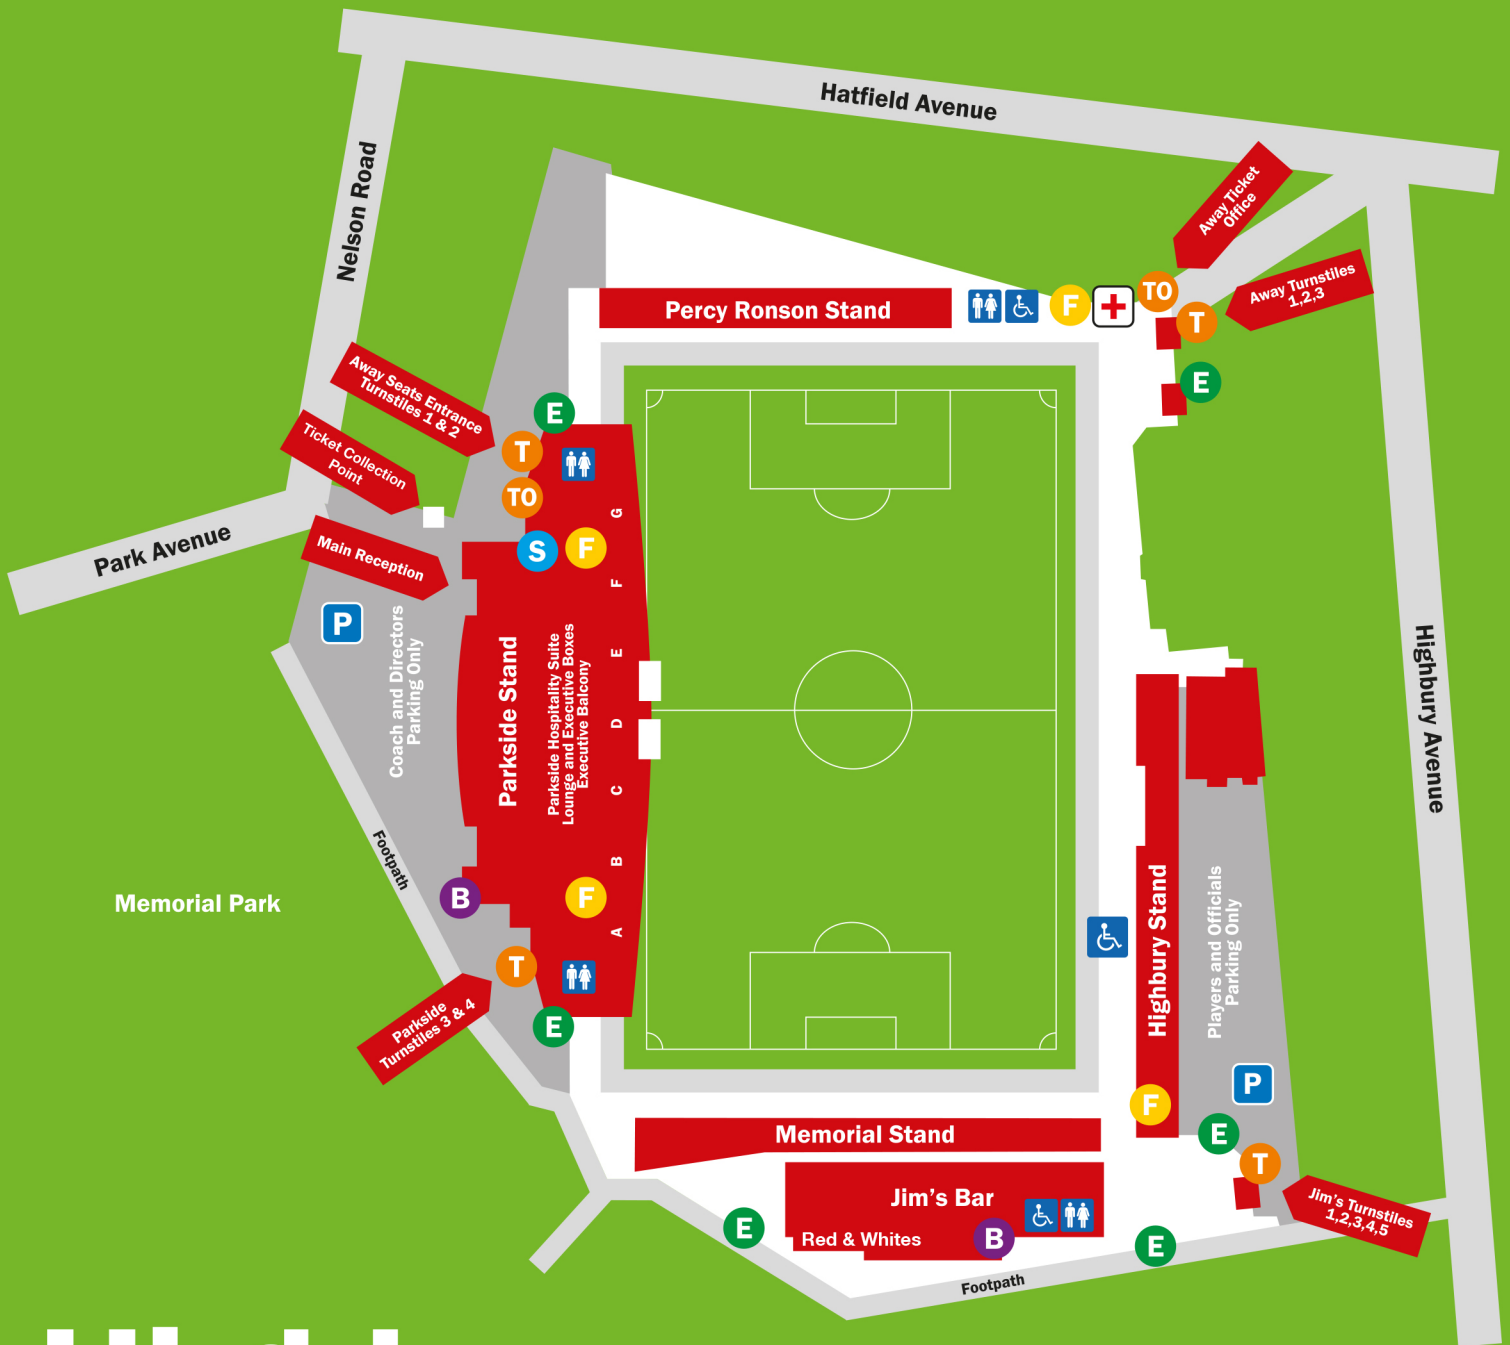 Hatfield Avenue
Nelson Road
Away Ticket
Office
Away Turnstiles
1,2,3
Percy Ronson Stand
F
TO
T
E
Away Seats Entrance
Turnstiles 1 & 2
E
T
TO
Ticket Collection
Point
Park Avenue
Main Reception
S
F
P
Coach and Directors
Parking Only
Parkside Stand
Parkside Hospitality Suite
Lounge and Executive Boxes
Executive Balcony
G
F
E
D
C
B
A
Highbury Avenue
Footpath
Memorial Park
B
F
T
Parkside
Turnstiles 3 & 4
E
Highbury Stand
Players and Officials
Parking Only
P
F
E
T
Memorial Stand
Jim's Bar
Red & Whites
B
E
E
Jim's Turnstiles
1,2,3,4,5
Footpath